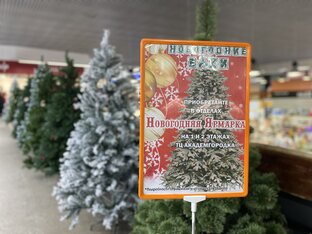 НОВОГОДНИЕ
ЕЛКИ
ПРИОБРЕТАЙТЕ
В ОТДЕЛАХ
НОВОГОДНЯЯ ЯРМАРКА
НА 1 И 2 ЭТАЖАХ
ТЦ АКАДЕМГОРОДКА